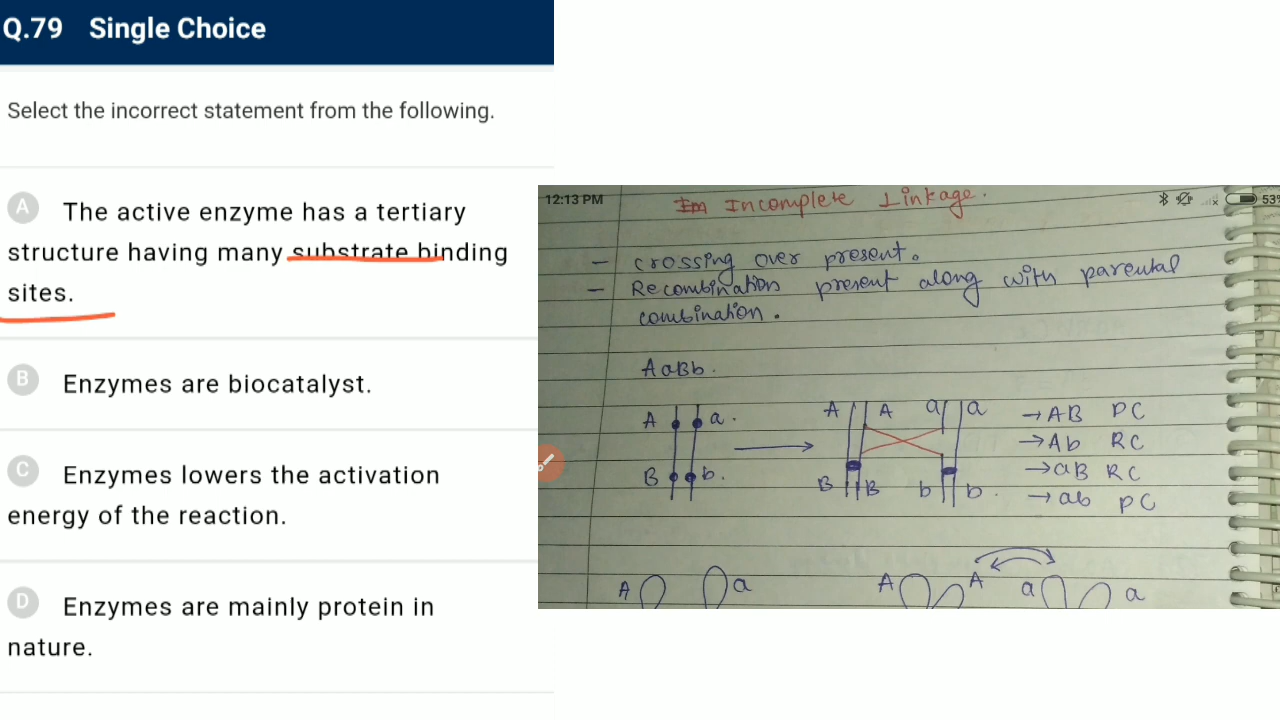 Q.79 Single Choice
Select the incorrect statement from the following.
A The active enzyme has a tertiary
structure having many substrate binding
sites.
B Enzymes are biocatalyst.
C Enzymes lowers the activation
energy of the reaction.
D Enzymes are mainly protein in
nature.
12:13 PM
53%
Im Incomplete Linkage.
- crossing over present.
- Recombination present along with parental
combination.
AaBb.
A a. A A a a → AB PC
→ Ab RC
→ aB RC
B b. B B b b. → ab PC
A a A A a a